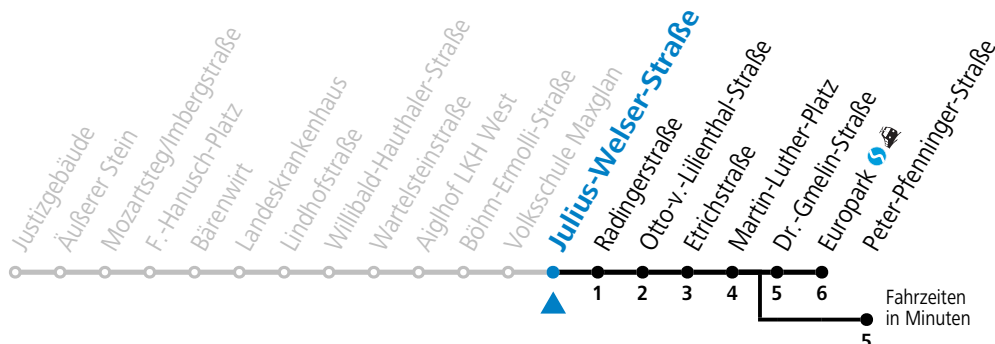 Justizgebäude
Äußerer Stein
Mozartsteg/Imbergstraße
F.-Hanusch-Platz
Bärenwirt
Landeskrankenhaus
Lindhofstraße
Willibald-Hauthaler-Straße
Wartelsteinstraße
Aiglhof LKH West
Böhm-Ermolli-Straße
Volksschule Maxglan
Julius-Welser-Straße
Radingerstraße
Otto-v.-Lilienthal-Straße
Etrichstraße
Martin-Luther-Platz
Dr.-Gmelin-Straße
Europark
Peter-Pfenninger-Straße
1 2 3 4 5 6
Fahrzeiten
in Minuten
5